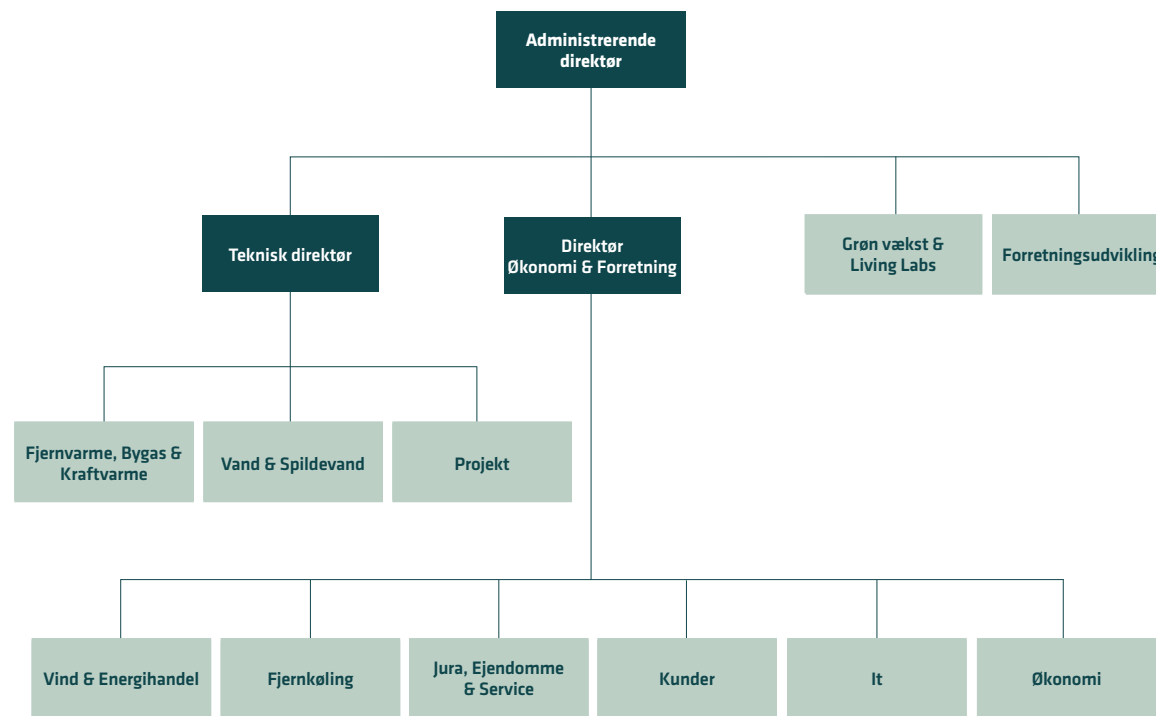 Administrerende
direktør
Teknisk direktør
Direktør
Økonomi & Forretning
Grøn vækst &
Living Labs
Forretningsudvikling
Fjernvarme, Bygas &
Kraftvarme
Vand & Spildevand
Projekt
Vind & Energihandel
Fjernkøling
Jura, Ejendomme
& Service
Kunder
It
Økonomi